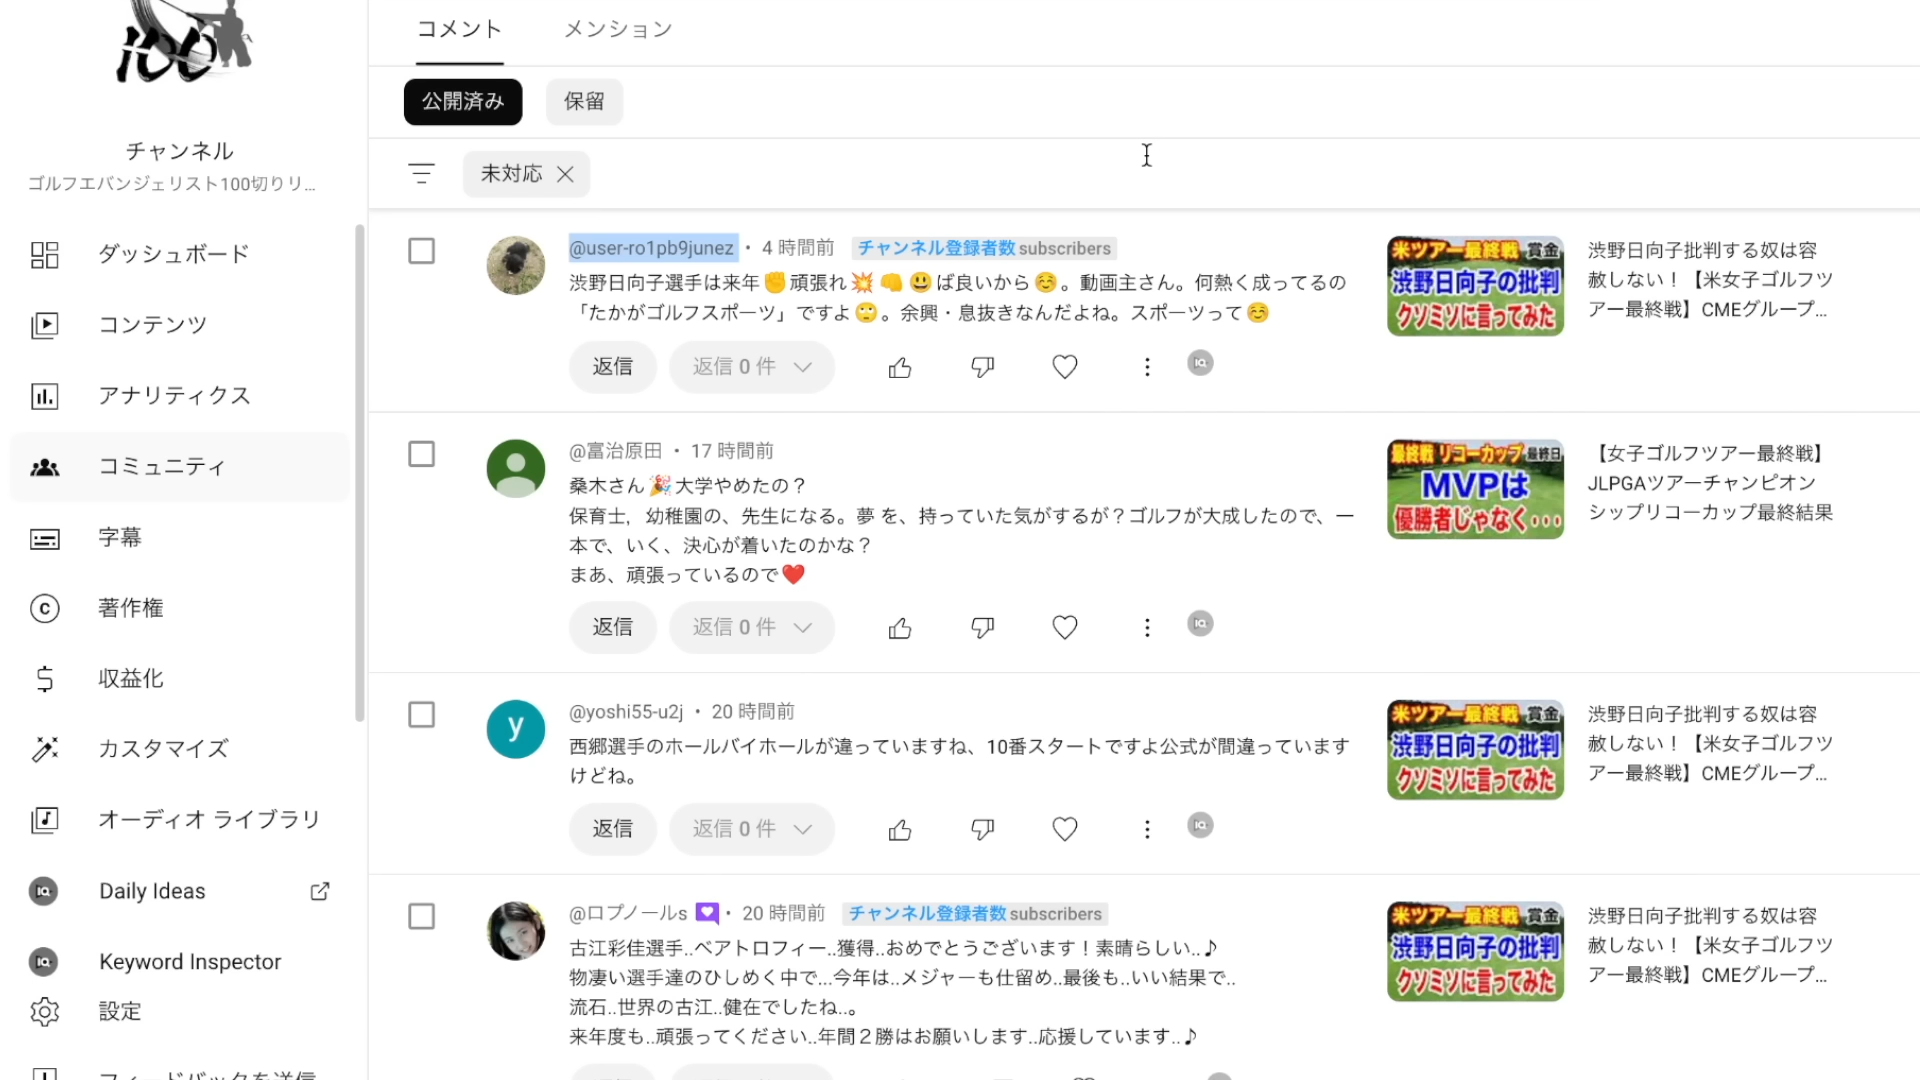 100
コメント
メンション
公開済み
保留
未対応
チャンネル
ゴルフエバンジェリスト100切りリ...
ダッシュボード
コンテンツ
アナリティクス
コミュニティ
字幕
著作権
収益化
カスタマイズ
オーディオ ライブラリ
Daily Ideas
Keyword Inspector
設定
フィードバックを送信
@user-ro1pb9junez ・ 4 時間前 チャンネル登録者数 subscribers
渋野日向子選手は来年✊頑張れ💥👊😃ば良いから☺️。動画主さん。何熱く成ってるの
「たかがゴルフスポーツ」ですよ🙄。余興・息抜きなんだよね。スポーツって☺️
返信
返信 0 件
米ツアー最終戦 賞金
渋野日向子の批判
クソミソに言ってみた
渋野日向子批判する奴は容
赦しない！【米女子ゴルフツ
アー最終戦】CMEグループ...
@富治原田 ・ 17 時間前
桑木さん🎉大学やめたの？
保育士,　幼稚園の、先生になる。夢 を、持っていた気がするが？ゴルフが大成したので、一
本で、いく、決心が着いたのかな？
まあ、頑張っているので❤️
返信
返信 0 件
最終戦 リコーカップ 最終日
MVPは
優勝者じゃなく・・・
【女子ゴルフツアー最終戦】
JLPGAツアーチャンピオン
シップリコーカップ最終結果
y
@yoshi55-u2j ・ 20 時間前
西郷選手のホールバイホールが違っていますね、10番スタートですよ公式が間違っています
けどね。
返信
返信 0 件
米ツアー最終戦 賞金
渋野日向子の批判
クソミソに言ってみた
渋野日向子批判する奴は容
赦しない！【米女子ゴルフツ
アー最終戦】CMEグループ...
@ロプノールs ・ 20 時間前 チャンネル登録者数 subscribers
古江彩佳選手..ベアトロフィー..獲得..おめでとうございます！素晴らしい..♪
物凄い選手達のひしめく中で...今年は..メジャーも仕留め..最後も..いい結果で..
流石..世界の古江..健在でしたね..。
来年度も..頑張ってください..年間２勝はお願いします..応援しています..♪
米ツアー最終戦 賞金
渋野日向子の批判
クソミソに言ってみた
渋野日向子批判する奴は容
赦しない！【米女子ゴルフツ
アー最終戦】CMEグループ...